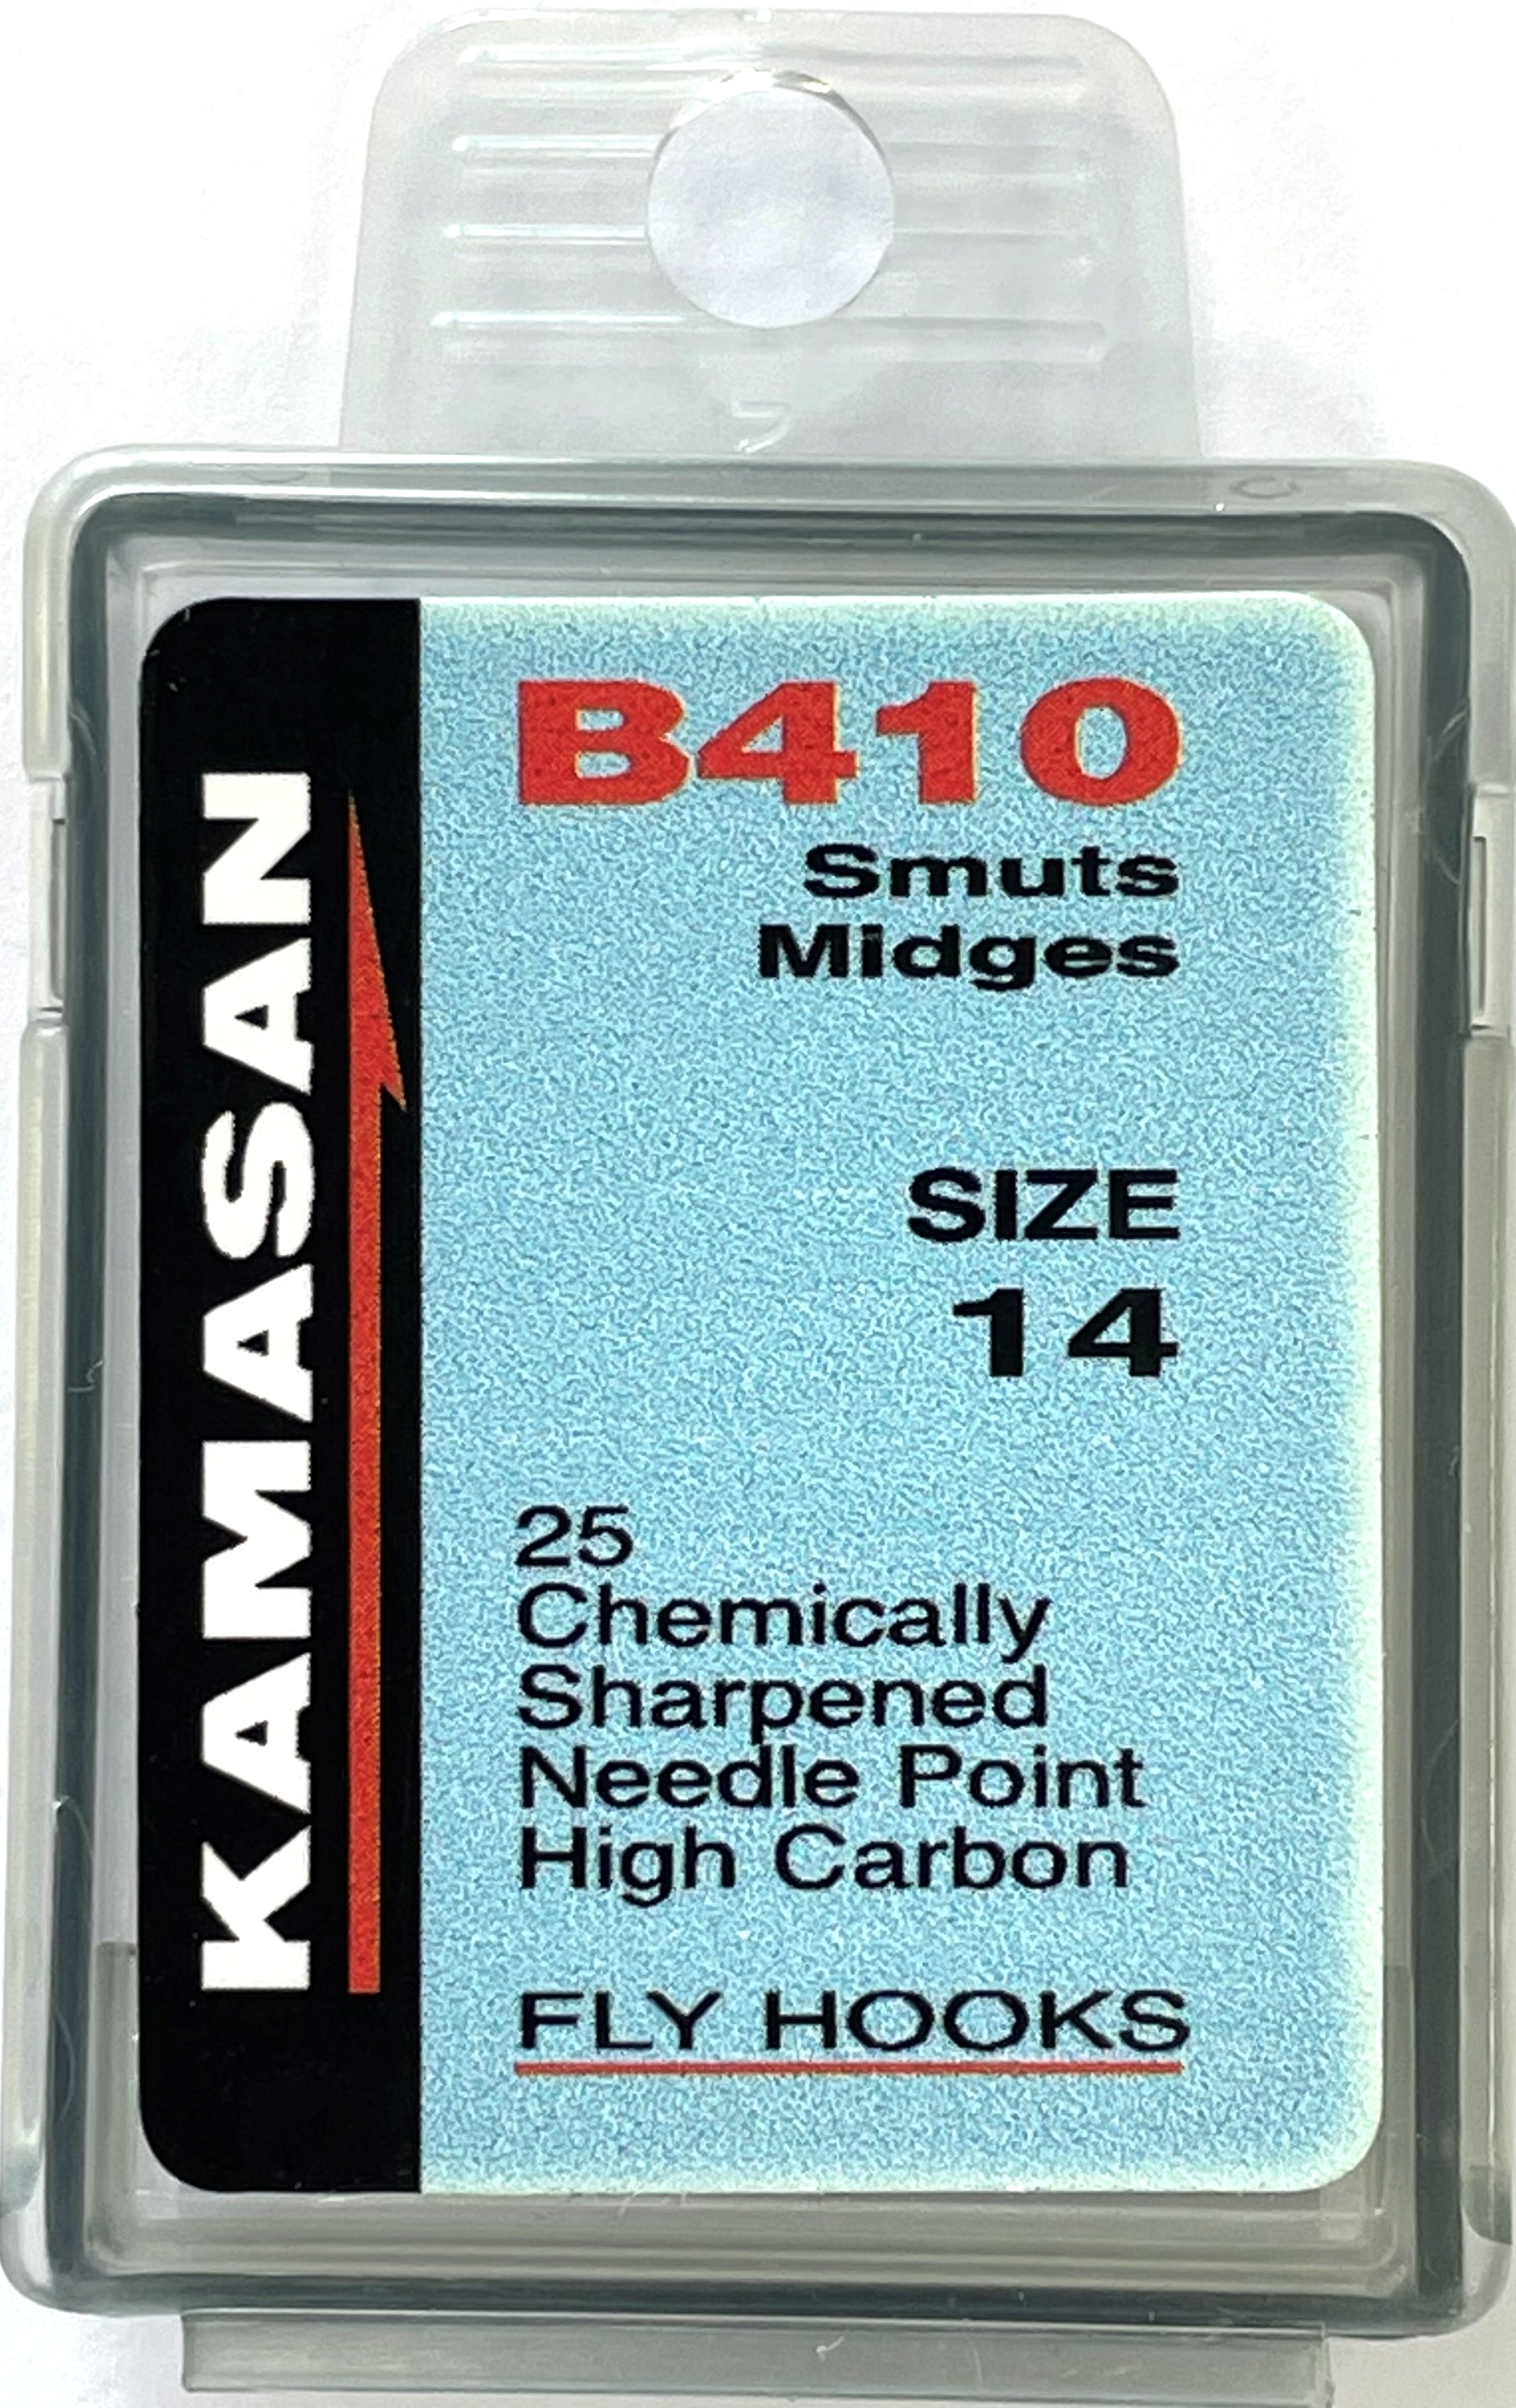 KAMASAN
B410
Smuts
Midges
SIZE
14
25
Chemically
Sharpened
Needle Point
High Carbon
FLY HOOKS